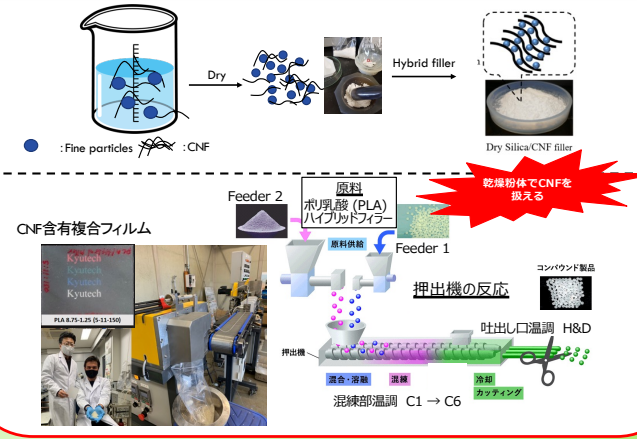 Dry
Hybrid filler
:Fine particles
:CNF
Dry Silica/CNF filler
乾燥粉体でCNFを
扱える
原料
ポリ乳酸 (PLA)
ハイブリッドフィラー
Feeder 2
Feeder 1
原料供給
CNF含有複合フィルム
Kyutech
Kyutech
Kyutech
Kyutech
PLA 8.75-1.25 (5-11-150)
押出機の反応
コンパウンド製品
吐出し口温調 H&D
押出機
混合・溶融
混練
冷却
カッティング
混練部温調 C1 → C6